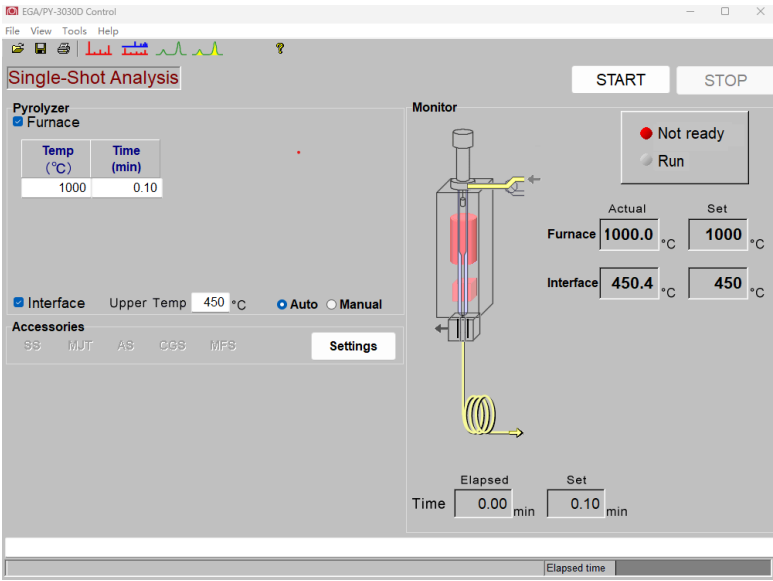 EGA/PY-3030D Control
File View Tools Help
?
Single-Shot Analysis
START
STOP
Pyrolyzer
Furnace
Temp Time
(°C) (min)
1000 0.10
Interface Upper Temp 450 °C Auto Manual
Accessories
SS MJT AS CGS MFS Settings
Monitor
Not ready
Run
Actual Set
Furnace 1000.0 °C 1000 °C
Interface 450.4 °C 450 °C
Elapsed Set
Time 0.00 min 0.10 min
Elapsed time